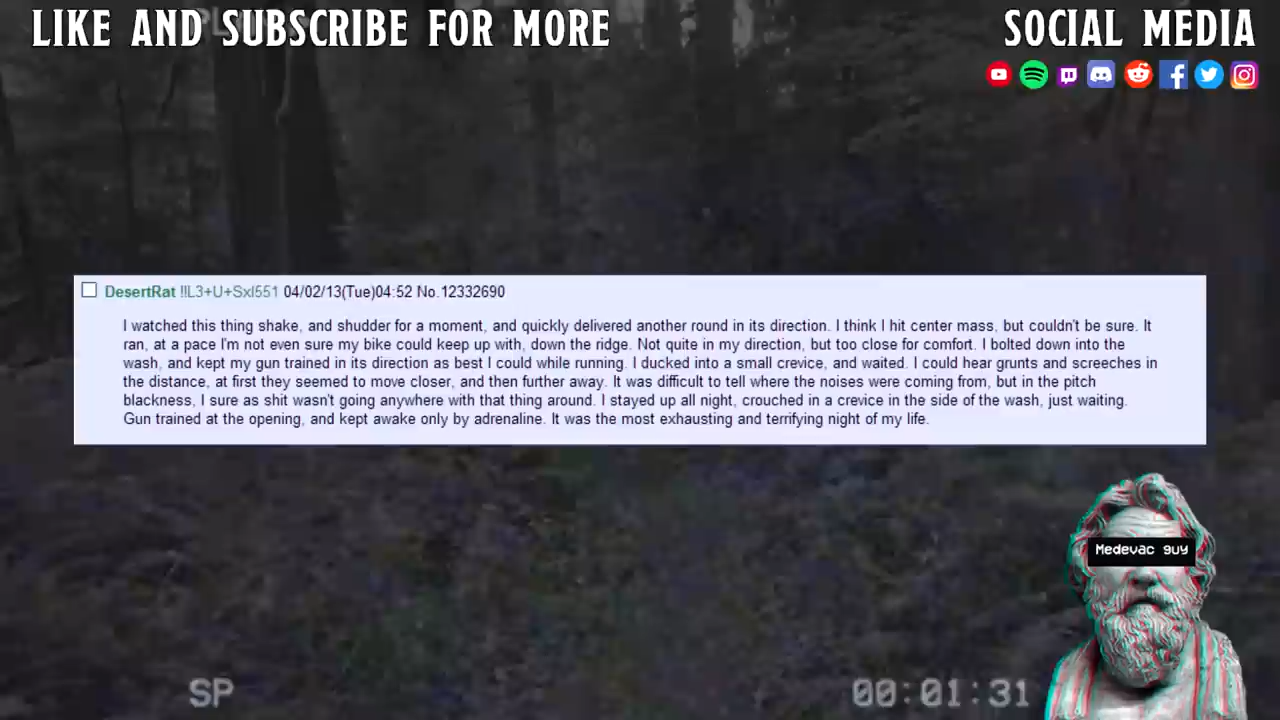 LIKE AND SUBSCRIBE FOR MORE
SOCIAL MEDIA
DesertRat !!L3+U+SxI551 04/02/13(Tue)04:52 No.12332690
I watched this thing shake, and shudder for a moment, and quickly delivered another round in its direction. I think I hit center mass, but couldn't be sure. It
ran, at a pace I'm not even sure my bike could keep up with, down the ridge. Not quite in my direction, but too close for comfort. I bolted down into the
wash, and kept my gun trained in its direction as best I could while running. I ducked into a small crevice, and waited. I could hear grunts and screeches in
the distance, at first they seemed to move closer, and then further away. It was difficult to tell where the noises were coming from, but in the pitch
blackness, I sure as shit wasn't going anywhere with that thing around. I stayed up all night, crouched in a crevice in the side of the wash, just waiting.
Gun trained at the opening, and kept awake only by adrenaline. It was the most exhausting and terrifying night of my life.
Medevac guy
SP
00:01:31